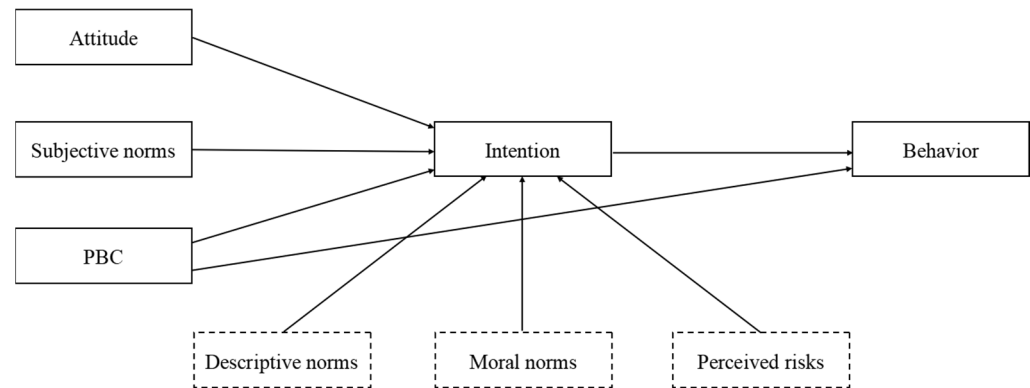 Attitude
Subjective norms
Intention
Behavior
PBC
Descriptive norms
Moral norms
Perceived risks